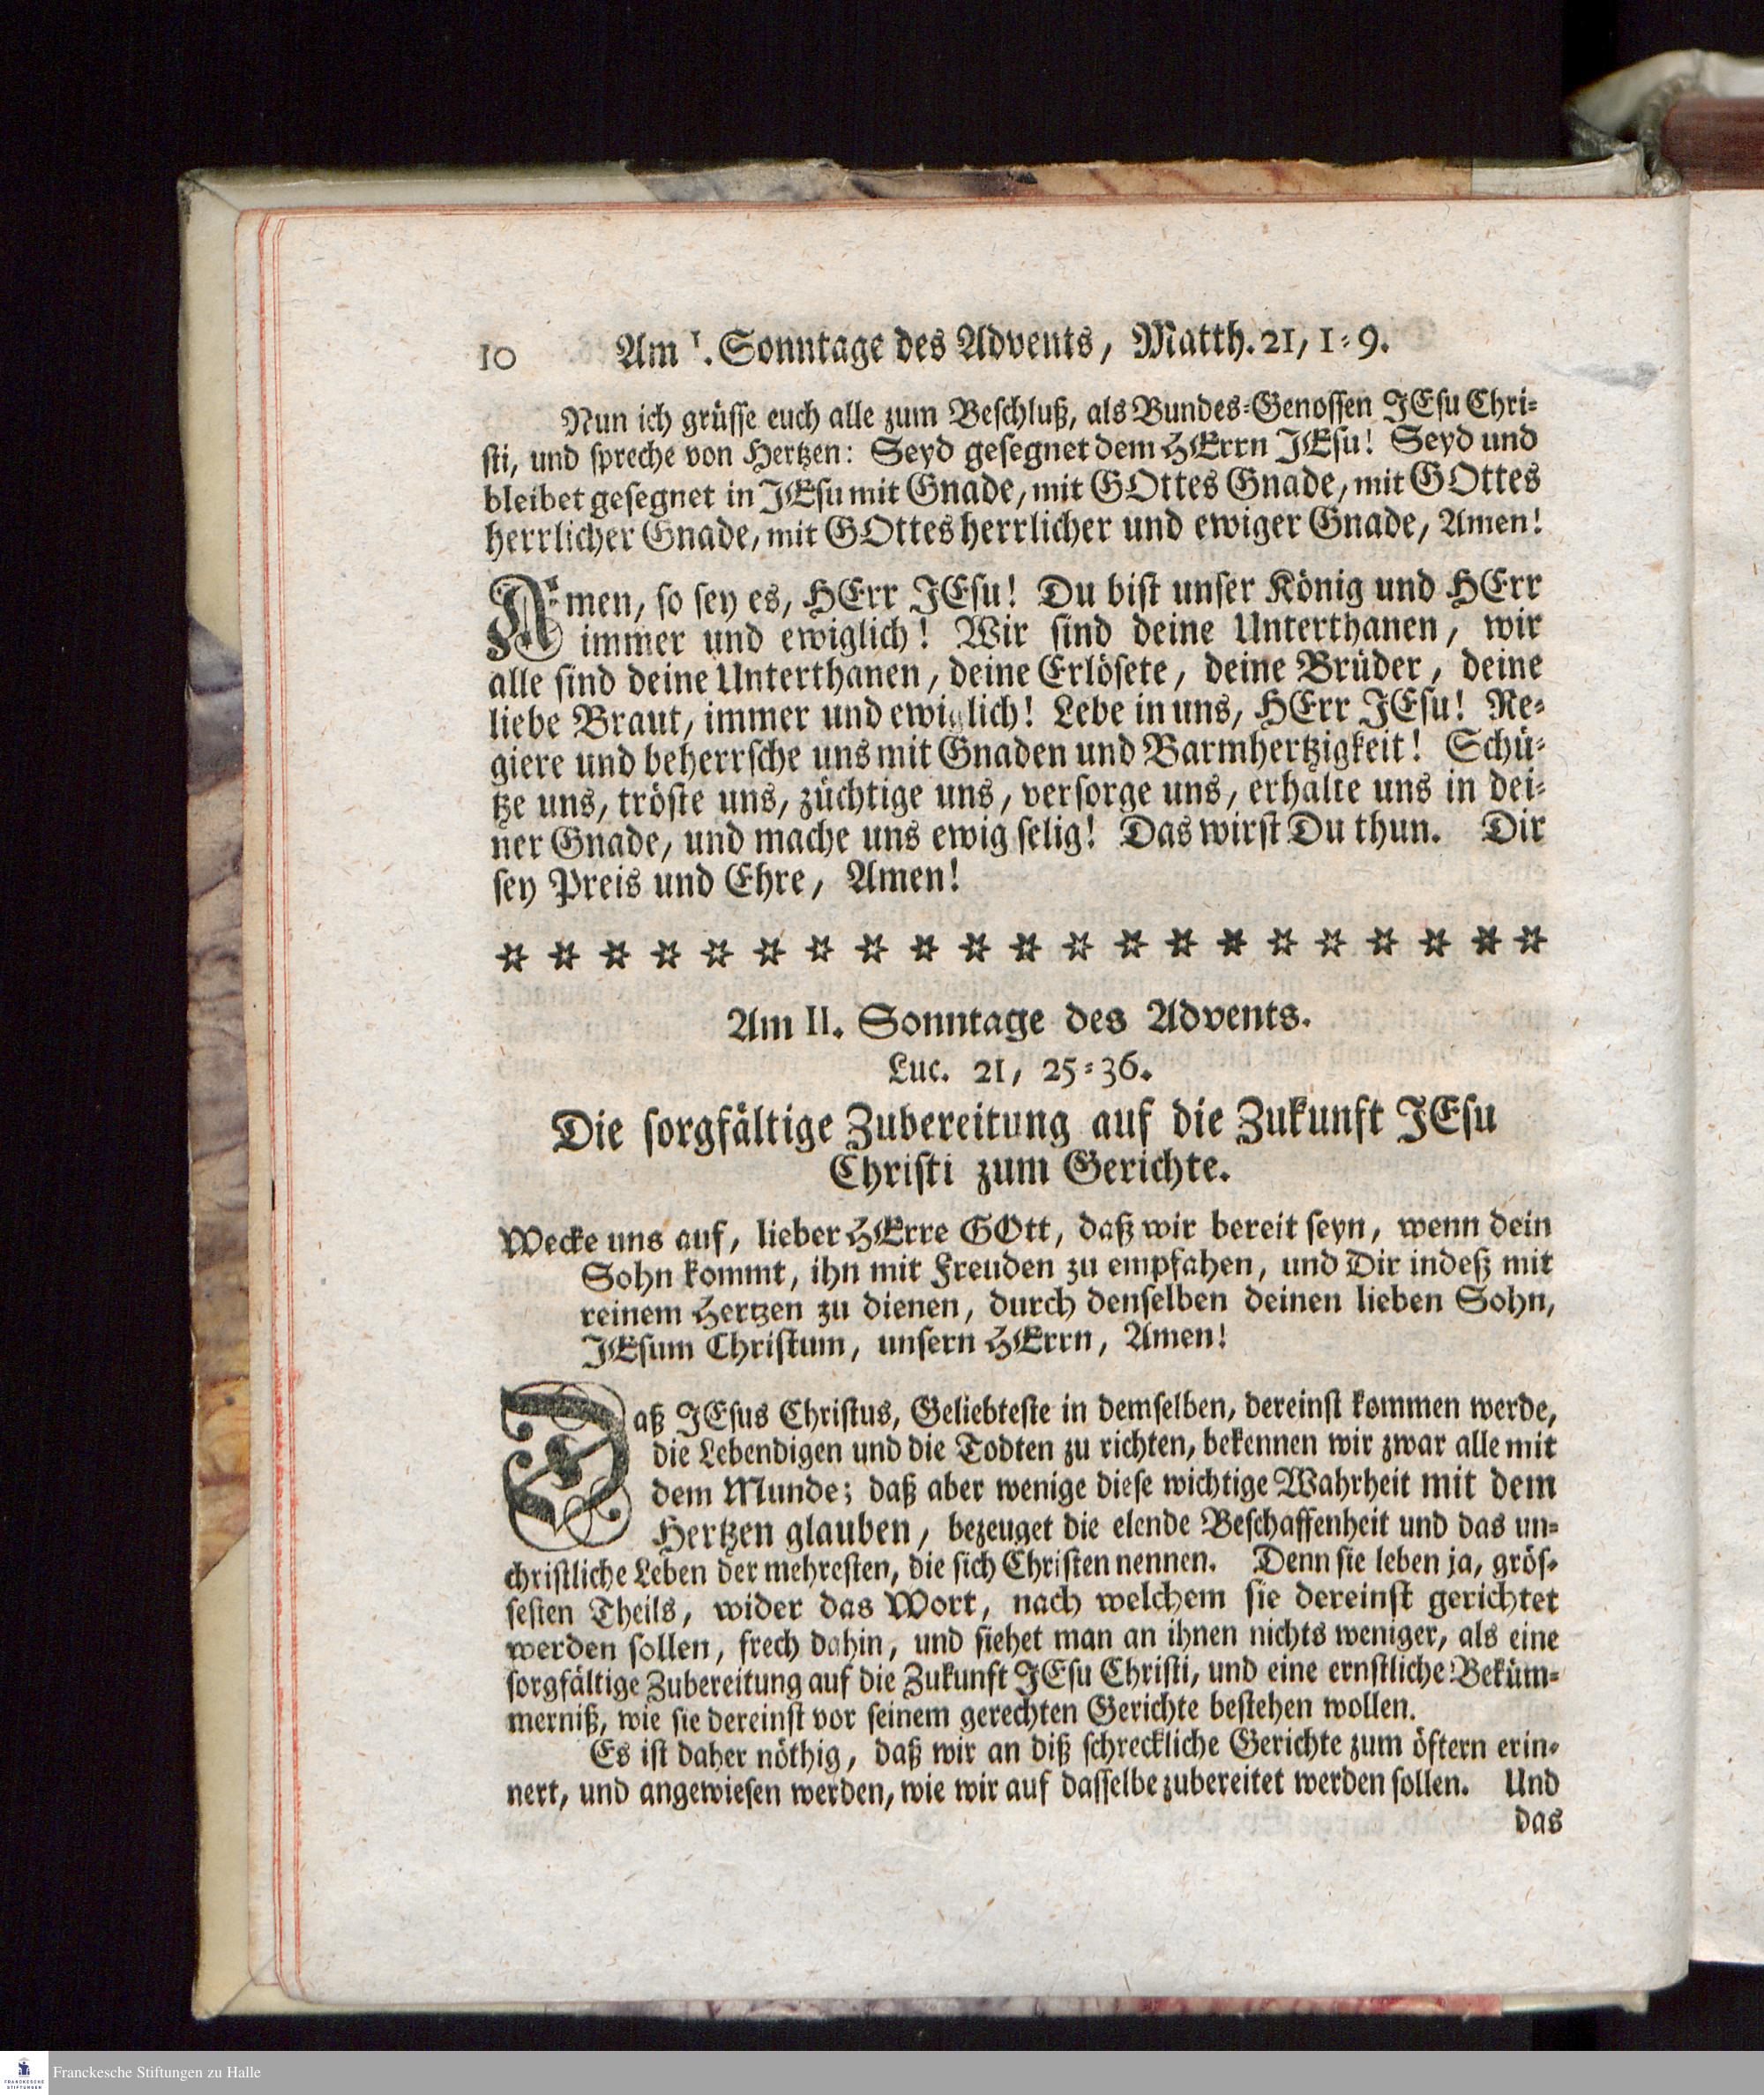 10 Am I. Sonntage des Advents, Matth. 21, 1-9.
Nun ich grüsse euch alle zum Beschluß, als Bundes-Genossen JEsu Chri-
sti, und spreche von Hertzen: Seyd gesegnet dem HErrn JEsu! Seyd und
bleibet gesegnet in JEsu mit Gnade, mit GOttes Gnade, mit GOttes
herrlicher Gnade, mit GOttes herrlicher und ewiger Gnade, Amen!
Amen, so sey es, HErr JEsu! Du bist unser König und HErr
immer und ewiglich! Wir sind deine Unterthanen, wir
alle sind deine Unterthanen, deine Erlösete, deine Brüder, deine
liebe Braut, immer und ewiglich! Lebe in uns, HErr JEsu! Re-
giere und beherrsche uns mit Gnaden und Barmhertzigkeit! Schü-
tze uns, tröste uns, züchtige uns, versorge uns, erhalte uns in dei-
ner Gnade, und mache uns ewig selig! Das wirst Du thun. Dir
sey Preis und Ehre, Amen!
Am II. Sonntage des Advents.
Luc. 21, 25-36.
Die sorgfältige Zubereitung auf die Zukunft JEsu
Christi zum Gerichte.
Wecke uns auf, lieber HErre GOtt, daß wir bereit seyn, wenn dein
Sohn kommt, ihn mit Freuden zu empfahen, und Dir indeß mit
reinem Hertzen zu dienen, durch denselben deinen lieben Sohn,
JEsum Christum, unsern HErrn, Amen!
Daß JEsus Christus, Geliebteste in demselben, dereinst kommen werde,
die Lebendigen und die Todten zu richten, bekennen wir zwar alle mit
dem Munde; daß aber wenige diese wichtige Wahrheit mit dem
Hertzen glauben, bezeuget die elende Beschaffenheit und das un-
christliche Leben der mehresten, die sich Christen nennen. Denn sie leben ja, grös-
sesten Theils, wider das Wort, nach welchem sie dereinst gerichtet
werden sollen, frech dahin, und siehet man an ihnen nichts weniger, als eine
sorgfältige Zubereitung auf die Zukunft JEsu Christi, und eine ernstliche Beküm-
merniß, wie sie dereinst vor seinem gerechten Gerichte bestehen wollen.
Es ist daher nöthig, daß wir an diß schreckliche Gerichte zum öftern erin-
nert, und angewiesen werden, wie wir auf dasselbe zubereitet werden sollen. Und
das
FRANCKESCHE
STIFTUNGEN
Franckesche Stiftungen zu Halle